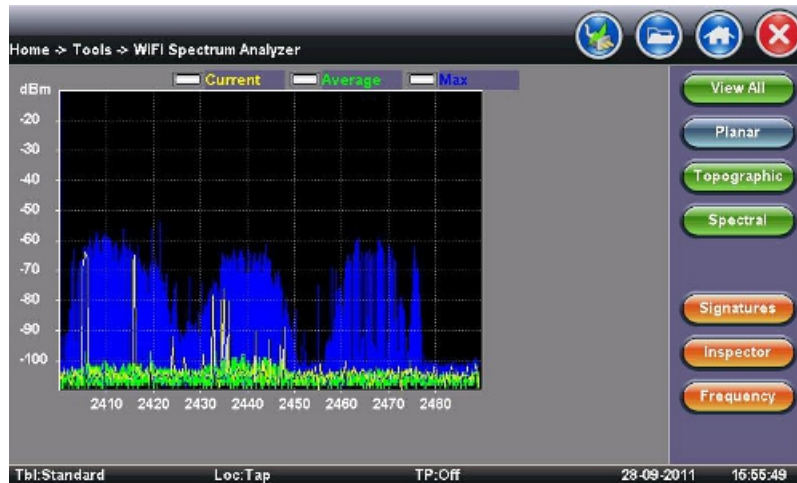 Home -> Tools -> WIFI Spectrum Analyzer
Current Average Max
dBm
-20
-30
-40
-50
-60
-70
-80
-90
-100
2410 2420 2430 2440 2450 2460 2470 2480
View All
Planar
Topographic
Spectral
Signatures
Inspector
Frequency
Tbl:Standard Loc:Tap TP:Off 28-09-2011 15:55:49